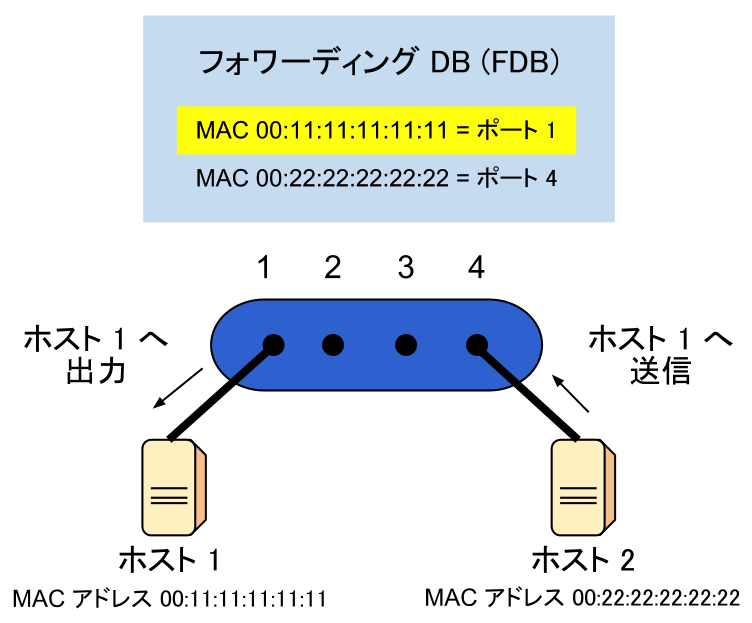 フォワーディング DB (FDB)
MAC 00:11:11:11:11:11 = ポート 1
MAC 00:22:22:22:22:22 = ポート 4
1 2 3 4
ホスト 1 へ
出力
ホスト 1 へ
送信
ホスト 1
MAC アドレス 00:11:11:11:11:11
ホスト 2
MAC アドレス 00:22:22:22:22:22